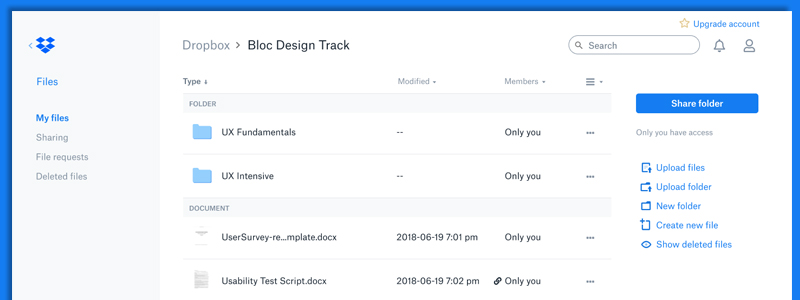 Upgrade account
Dropbox > Bloc Design Track
Search
Files
My files
Sharing
File requests
Deleted files
Type ↓ Modified Members
FOLDER
UX Fundamentals -- Only you
UX Intensive -- Only you
DOCUMENT
UserSurvey-re...mplate.docx 2018-06-19 7:01 pm Only you
Usability Test Script.docx 2018-06-19 7:02 pm Only you
Share folder
Only you have access
Upload files
Upload folder
New folder
Create new file
Show deleted files